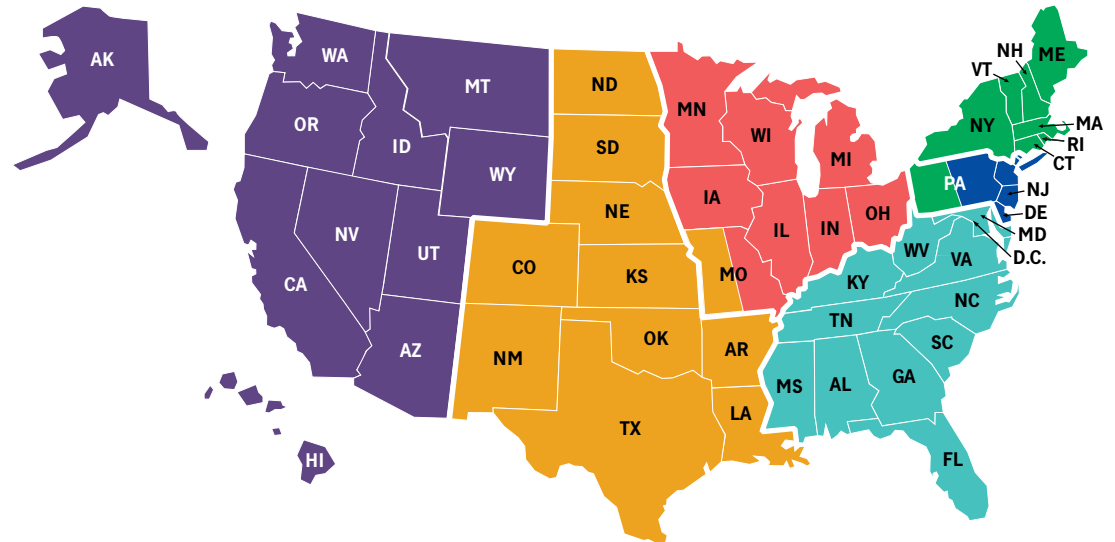 AK
WA
MT
ND
MN
ME
NH
VT
OR
ID
SD
WI
MI
NY
MA
RI
CT
WY
NE
IA
IL
IN
OH
PA
NJ
DE
MD
D.C.
NV
UT
CO
KS
MO
KY
WV
VA
CA
AZ
NM
OK
AR
TN
NC
SC
MS
AL
GA
TX
LA
FL
HI